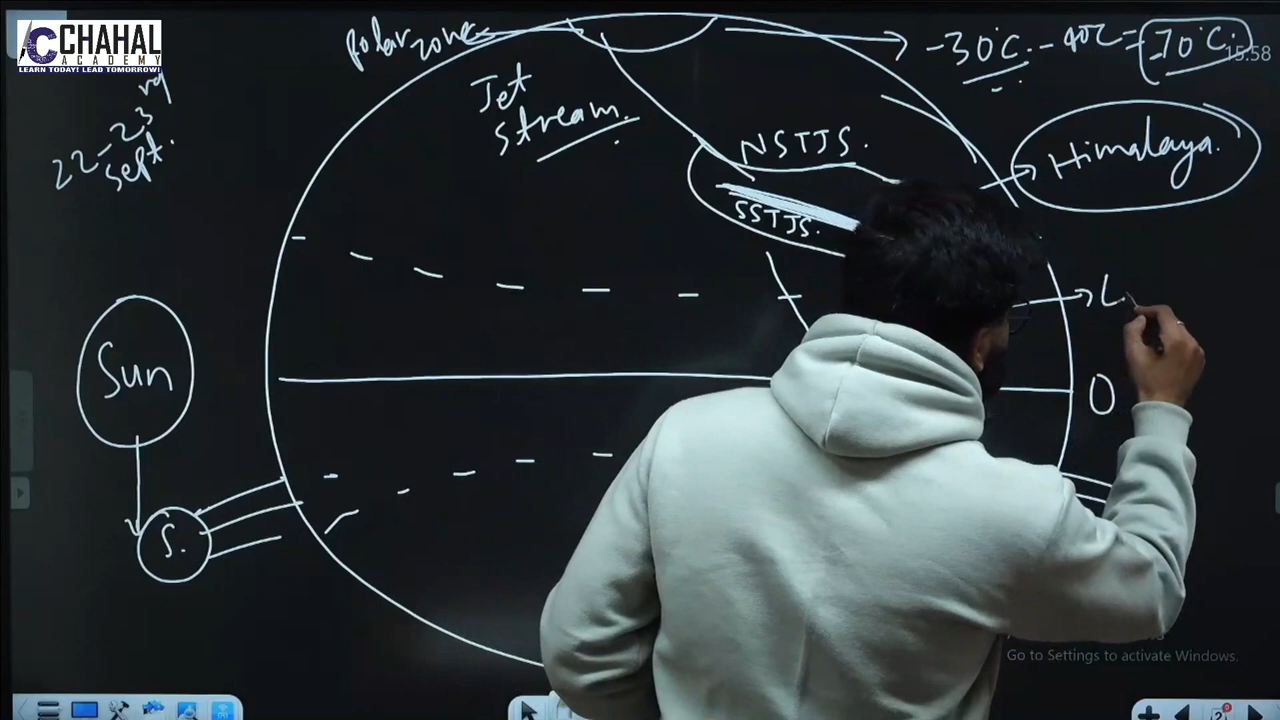 CHAHAL
ACADEMY
LEARN TODAY! LEAD TOMORROW!
polar zone
-30°C. - 40°C = -70°C.
15:58
22-23rd
sept.
Jet
stream.
NSTJS.
Himalaya.
SSTJS.
L
Sun
0
S.
Go to Settings to activate Windows.